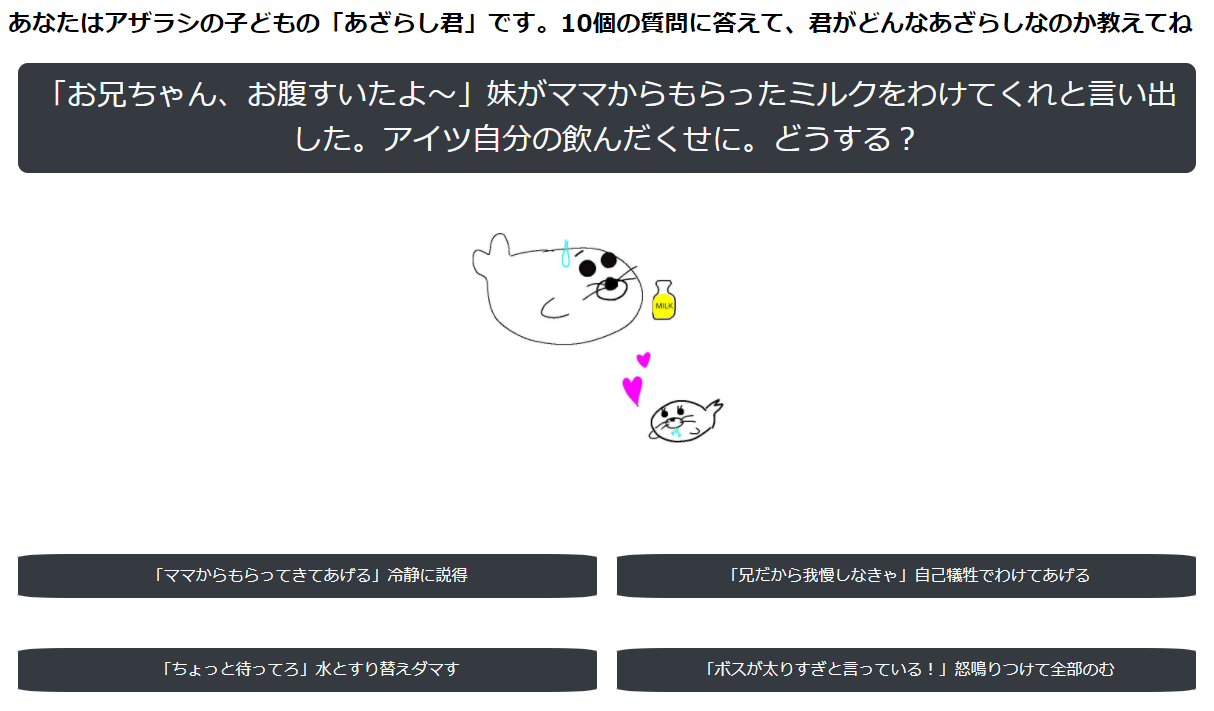 あなたはアザラシの子どもの「あざらし君」です。10個の質問に答えて、君がどんなあざらしなのか教えてね
「お兄ちゃん、お腹すいたよ～」妹がママからもらったミルクをわけてくれと言い出
した。アイツ自分の飲んだくせに。どうする？
MILK
「ママからもらってきてあげる」冷静に説得
「兄だから我慢しなきゃ」自己犠牲でわけてあげる
「ちょっと待ってろ」水とすり替えダマす
「ボスが太りすぎと言っている！」怒鳴りつけて全部のむ